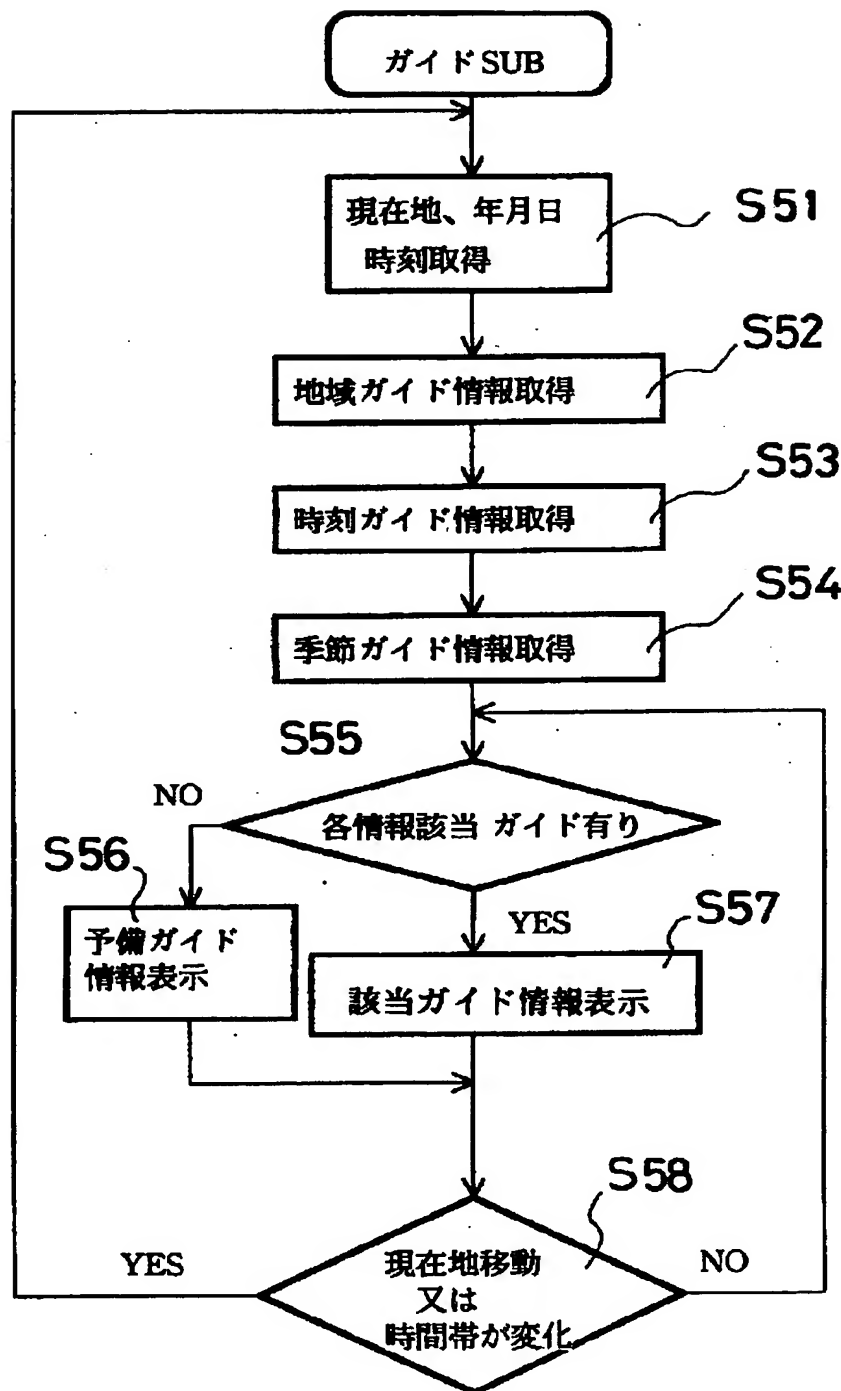 ガイドSUB
現在地、年月日
時刻取得
S51
S52
地域ガイド情報取得
S53
時刻ガイド情報取得
S54
季節ガイド情報取得
S55
NO
各情報該当 ガイド有り
S56
YES
S57
予備ガイド
情報表示
該当ガイド情報表示
S58
YES
現在地移動
又は
時間帯が変化
NO